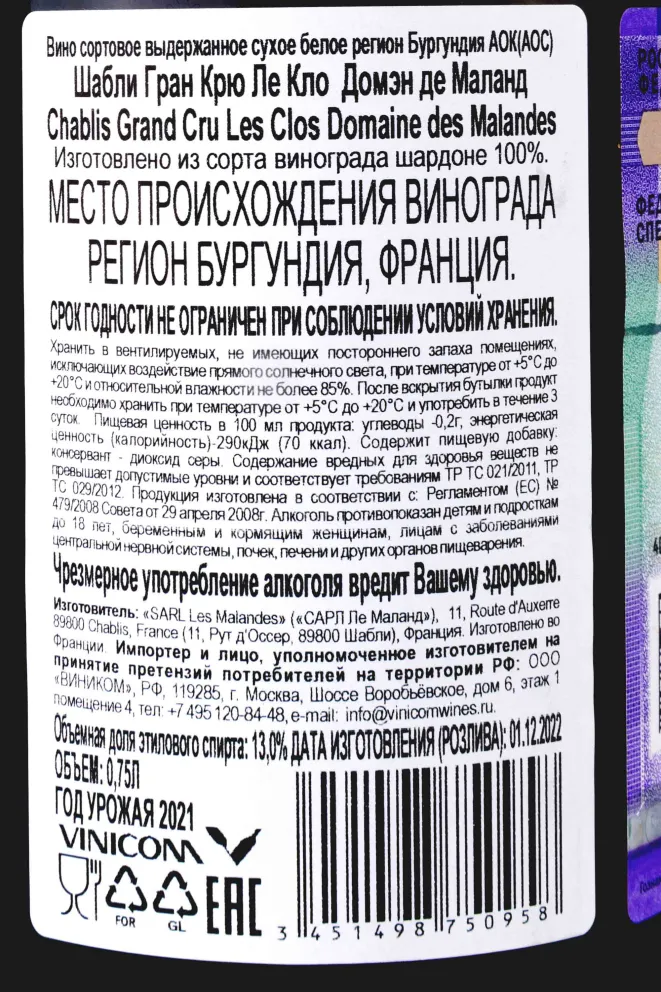 Вино сортовое выдержанное сухое белое регион Бургундия АОК(АОС)
Шабли Гран Крю Ле Кло Домэн де Маланд
Chablis Grand Cru Les Clos Domaine des Malandes
Изготовлено из сорта винограда шардоне 100%.
МЕСТО ПРОИСХОЖДЕНИЯ ВИНОГРАДА
РЕГИОН БУРГУНДИЯ, ФРАНЦИЯ.
СРОК ГОДНОСТИ НЕ ОГРАНИЧЕН ПРИ СОБЛЮДЕНИИ УСЛОВИЙ ХРАНЕНИЯ.
Хранить в вентилируемых, не имеющих постороннего запаха помещениях,
исключающих воздействие прямого солнечного света, при температуре от +5°С до
+20°С и относительной влажности не более 85%. После вскрытия бутылки продукт
необходимо хранить при температуре от +5°С до +20°С и употребить в течение 3
суток. Пищевая ценность в 100 мл продукта: углеводы -0,2г, энергетическая
ценность (калорийность)-290кДж (70 ккал). Содержит пищевую добавку:
консервант - диоксид серы. Содержание вредных для здоровья веществ не
превышает допустимые уровни и соответствует требованиям ТР ТС 021/2011, ТР
ТС 029/2012. Продукция изготовлена в соответствии с: Регламентом (ЕС) №
479/2008 Совета от 29 апреля 2008г. Алкоголь противопоказан детям и подросткам
до 18 лет, беременным и кормящим женщинам, лицам с заболеваниями
центральной нервной системы, почек, печени и других органов пищеварения.
Чрезмерное употребление алкоголя вредит Вашему здоровью.
Изготовитель: «SARL Les Malandes» («САРЛ Ле Маланд»), 11, Route d'Auxerre
89800 Chablis, France (11, Рут д'Оссер, 89800 Шабли), Франция. Изготовлено во
Франции. Импортер и лицо, уполномоченное изготовителем на
принятие претензий потребителей на территории РФ: ООО
«ВИНИКОМ», РФ, 119285, г. Москва, Шоссе Воробьёвское, дом 6, этаж 1
помещение 4, тел: +7 495 120-84-48, e-mail: info@vinicomwines.ru.
Объемная доля этилового спирта: 13,0% ДАТА ИЗГОТОВЛЕНИЯ (РОЗЛИВА): 01.12.2022
ОБЪЕМ: 0,75Л
ГОД УРОЖАЯ 2021
VINICOM
FOR
GL
EAC
3 451498 750958